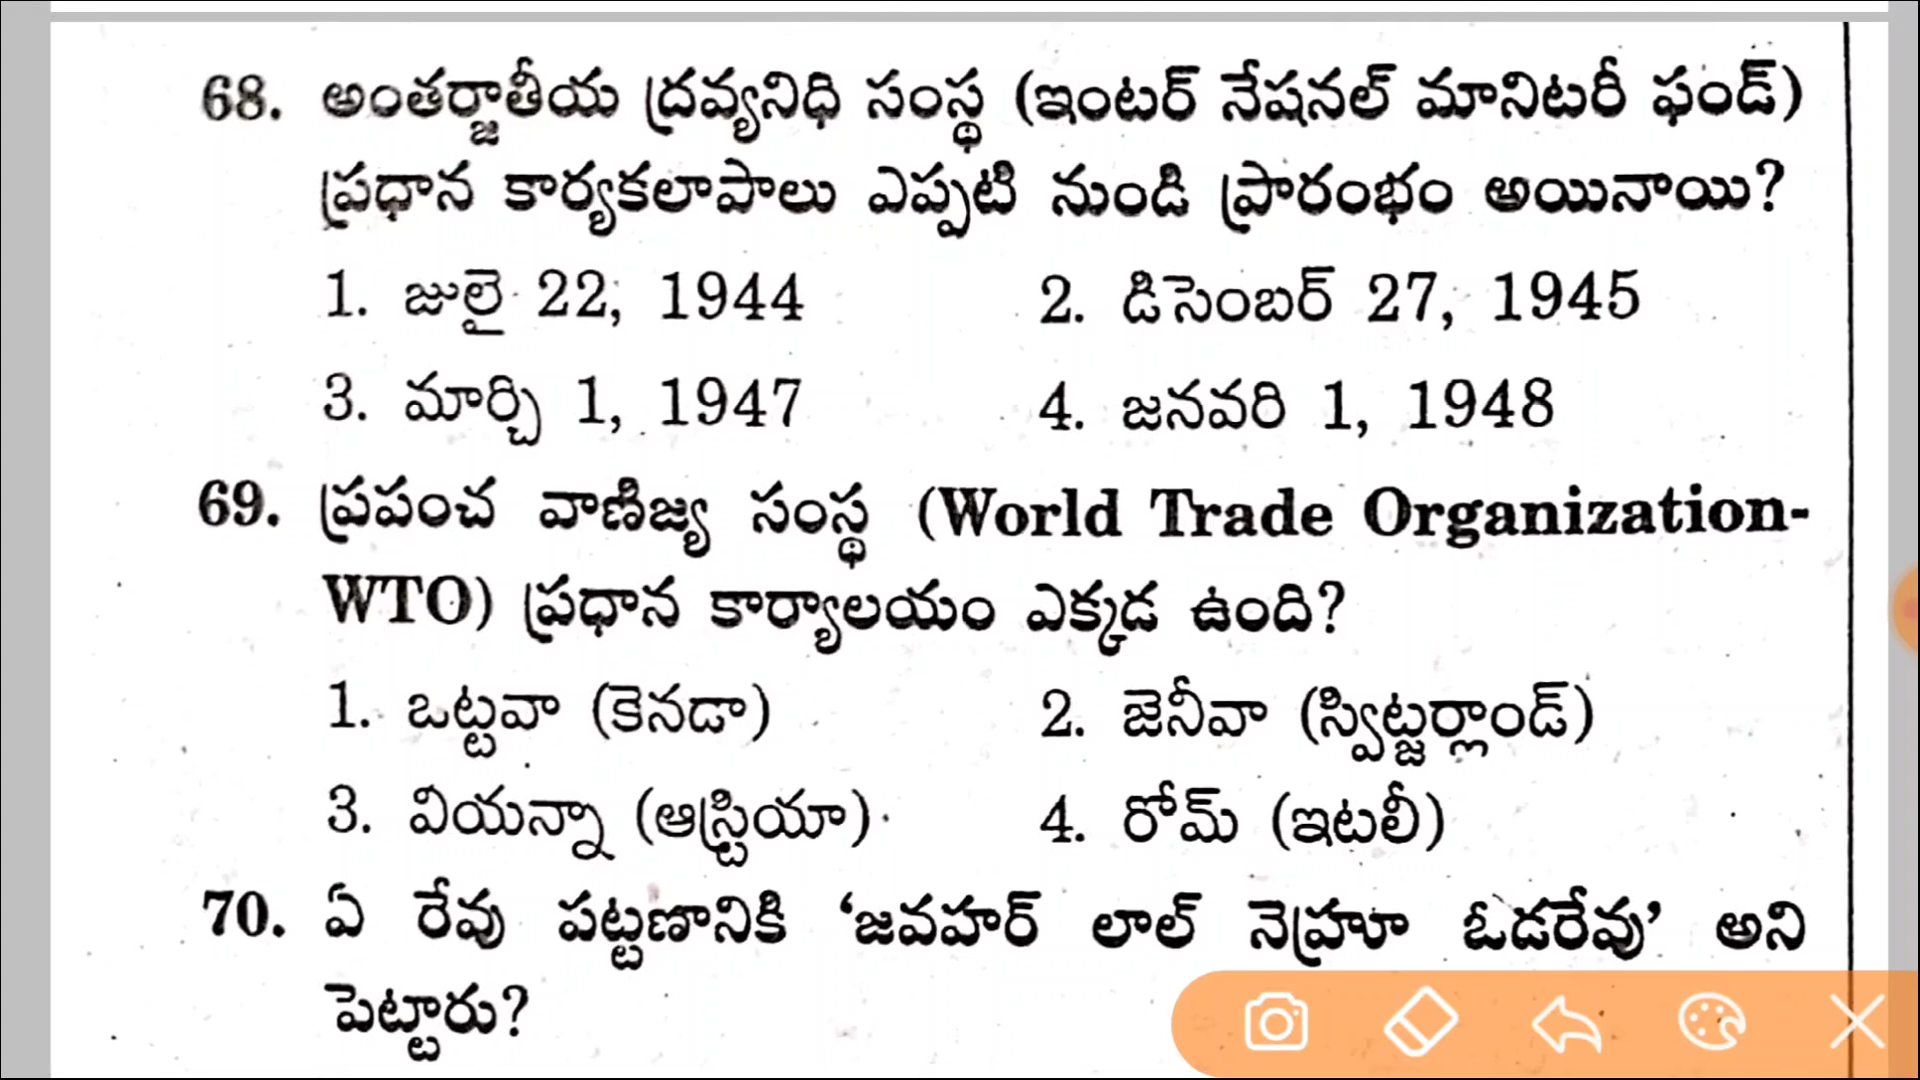 68. అంతర్జాతీయ ద్రవ్యనిధి సంస్థ (ఇంటర్ నేషనల్ మానిటరీ ఫండ్)
ప్రధాన కార్యకలాపాలు ఎప్పటి నుండి ప్రారంభం అయినాయి?
1. జులై 22, 1944 2. డిసెంబర్ 27, 1945
3. మార్చి 1, 1947 4. జనవరి 1, 1948
69. ప్రపంచ వాణిజ్య సంస్థ (World Trade Organization-
WTO) ప్రధాన కార్యాలయం ఎక్కడ ఉంది?
1. ఒట్టవా (కెనడా) 2. జెనీవా (స్విట్జర్లాండ్)
3. వియన్నా (ఆస్ట్రియా) 4. రోమ్ (ఇటలీ)
70. ఏ రేవు పట్టణానికి ‘జవహర్ లాల్ నెహ్రూ ఓడరేవు’ అని
పెట్టారు?